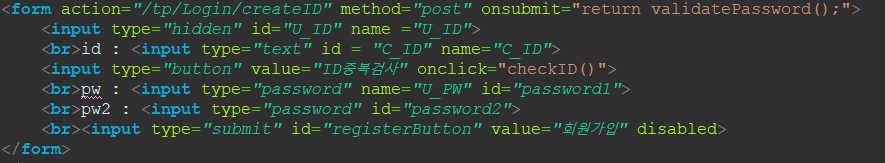 <form action="/tp/Login/createID" method="post" onsubmit="return validatePassword();">
<input type="hidden" id="U_ID" name ="U_ID">
<br>id : <input type="text" id = "C_ID" name="C_ID">
<input type="button" value="ID중복검사" onclick="checkID()">
<br>pw : <input type="password" name="U_PW" id="password1">
<br>pw2 : <input type="password" id="password2">
<br><input type="submit" id="registerButton" value="회원가입" disabled>
</form>